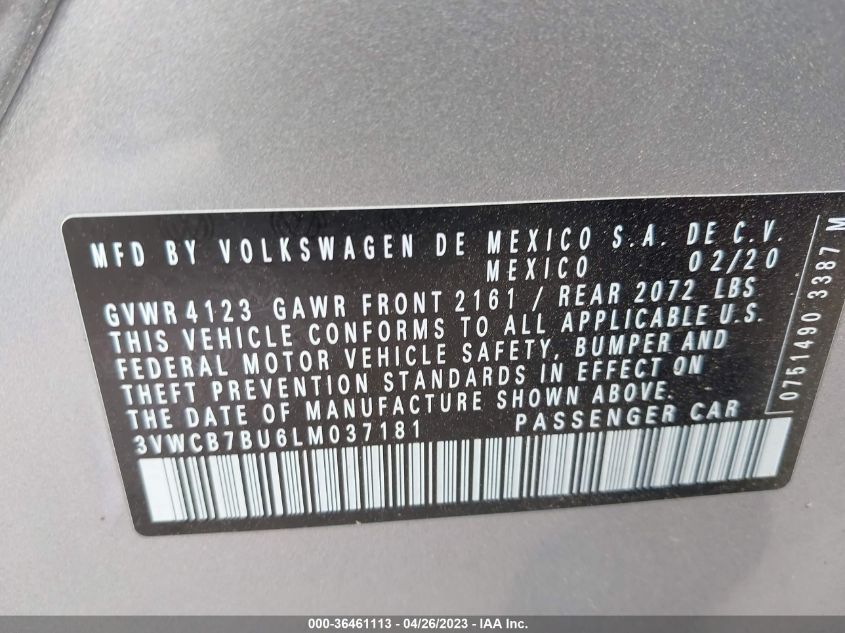 MFD BY VOLKSWAGEN DE MEXICO S.A. DE C.V.
MEXICO 02/20
GVWR 4123 GAWR FRONT 2161 / REAR 2072 LBS
THIS VEHICLE CONFORMS TO ALL APPLICABLE U.S.
FEDERAL MOTOR VEHICLE SAFETY, BUMPER AND
THEFT PREVENTION STANDARDS IN EFFECT ON
THE DATE OF MANUFACTURE SHOWN ABOVE.
3VWCB7BU6LM037181 PASSENGER CAR
0751490 3387 M
000-36461113 - 04/26/2023 - IAA Inc.